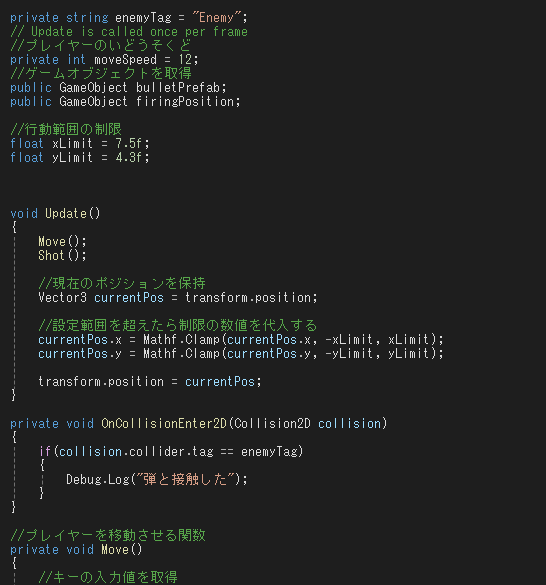 private string enemyTag = "Enemy";
// Update is called once per frame
//プレイヤーのいどうそくど
private int moveSpeed = 12;
//ゲームオブジェクトを取得
public GameObject bulletPrefab;
public GameObject firingPosition;
//行動範囲の制限
float xLimit = 7.5f;
float yLimit = 4.3f;
void Update()
{
Move();
Shot();
//現在のポジションを保持
Vector3 currentPos = transform.position;
//設定範囲を超えたら制限の数値を代入する
currentPos.x = Mathf.Clamp(currentPos.x, -xLimit, xLimit);
currentPos.y = Mathf.Clamp(currentPos.y, -yLimit, yLimit);
transform.position = currentPos;
}
private void OnCollisionEnter2D(Collision2D collision)
{
if(collision.collider.tag == enemyTag)
{
Debug.Log("弾と接触した");
}
}
//プレイヤーを移動させる関数
private void Move()
{
//キーの入力値を取得